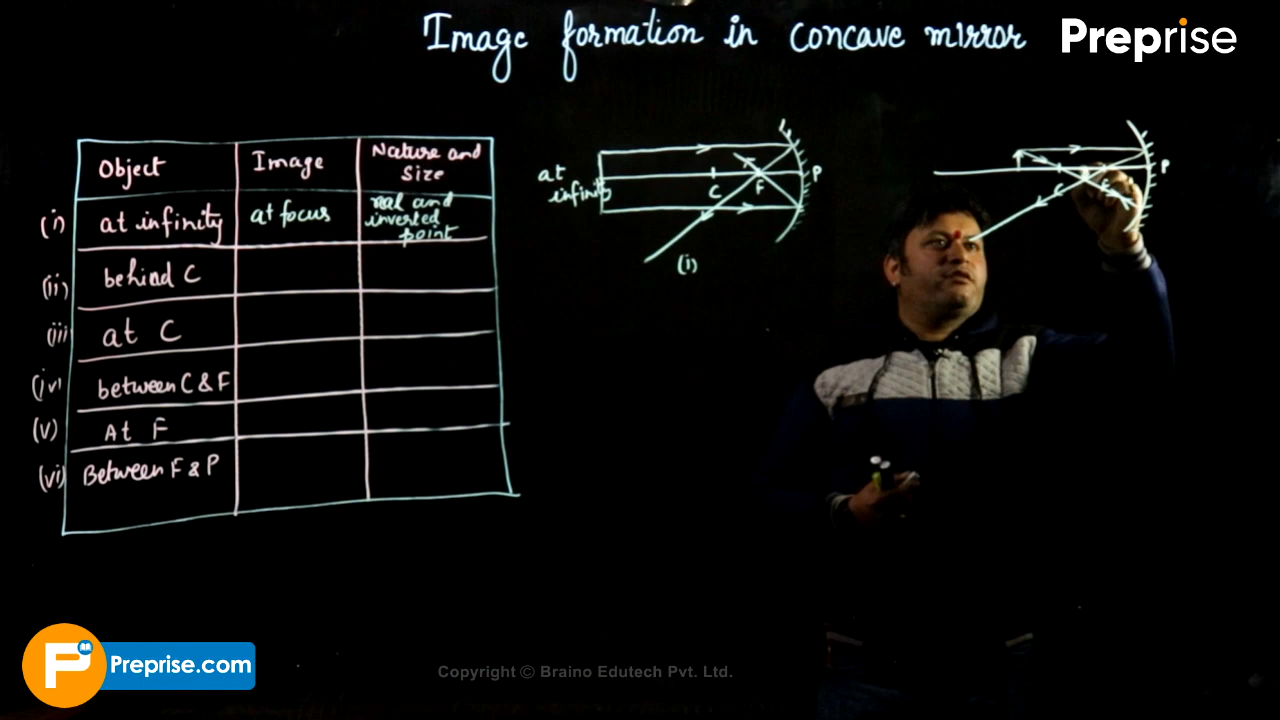 Image formation in concave mirror
Preprise
Object
Image
Nature and
Size
(i)
at infinity
at focus
real and
inverted
point
(ii)
behind C
(iii)
at C
(iv)
between C & F
(v)
At F
(vi)
Between F & P
at
infinity
C
F
P
(i)
C
F
P
P
Preprise.com
Copyright © Braino Edutech Pvt. Ltd.